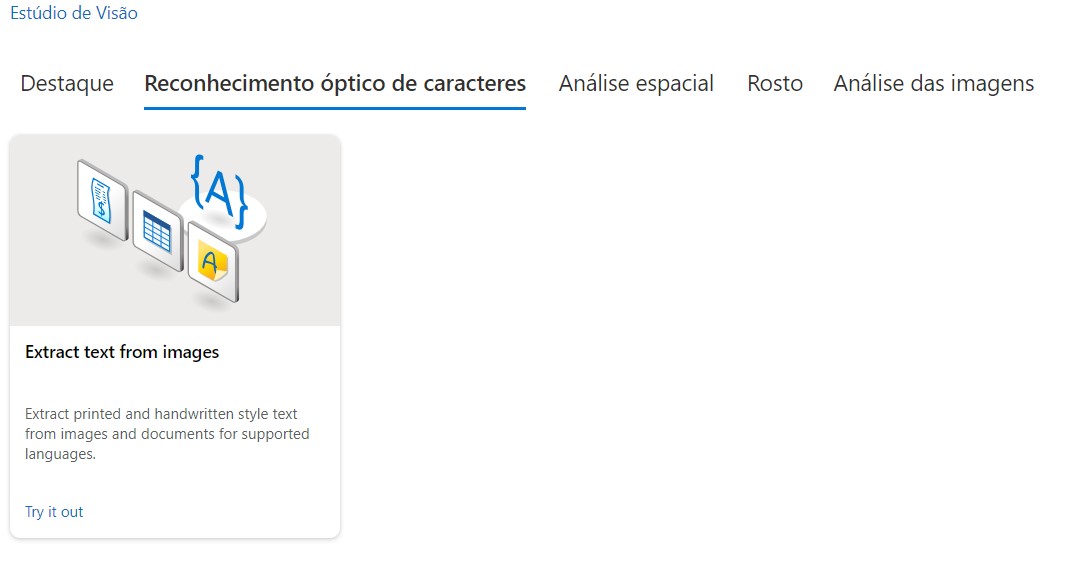 Estúdio de Visão
Destaque Reconhecimento óptico de caracteres Análise espacial Rosto Análise das imagens
{A}
$
A
Extract text from images
Extract printed and handwritten style text
from images and documents for supported
languages.
Try it out